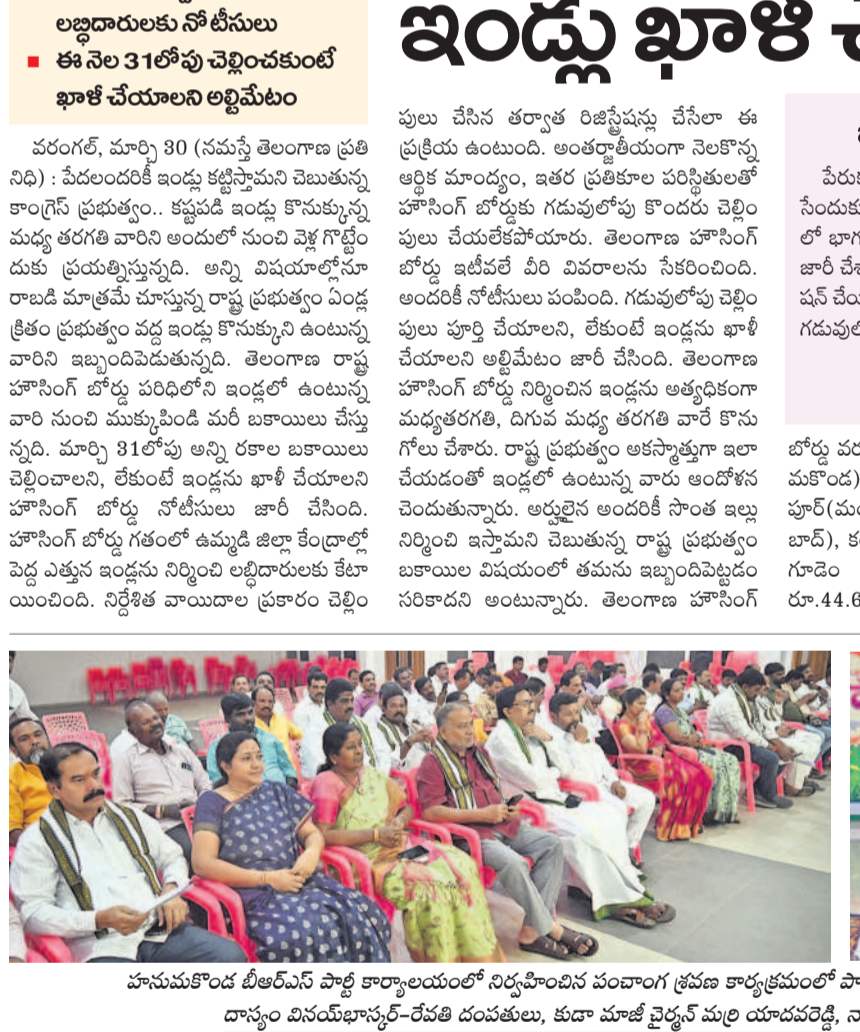 లబ్ధిదారులకు నోటీసులు
ఈ నెల 31లోపు చెల్లించకుంటే
ఖాళీ చేయాలని అల్టిమేటం
ఇండ్లు ఖాళీ
వరంగల్, మార్చి 30 (నమస్తే తెలంగాణ ప్రతి
నిధి) : పేదలందరికీ ఇండ్లు కట్టిస్తామని చెబుతున్న
కాంగ్రెస్ ప్రభుత్వం.. కష్టపడి ఇండ్లు కొనుక్కున్న
మధ్య తరగతి వారిని అందులో నుంచి వెళ్ల గొట్టేం
దుకు ప్రయత్నిస్తున్నది. అన్ని విషయాల్లోనూ
రాబడి మాత్రమే చూస్తున్న రాష్ట్ర ప్రభుత్వం ఏండ్ల
క్రితం ప్రభుత్వం వద్ద ఇండ్లు కొనుక్కుని ఉంటున్న
వారిని ఇబ్బందిపెడుతున్నది. తెలంగాణ రాష్ట్ర
హౌసింగ్ బోర్డు పరిధిలోని ఇండ్లలో ఉంటున్న
వారి నుంచి ముక్కుపిండి మరీ బకాయిలు చేస్తు
న్నది. మార్చి 31లోపు అన్ని రకాల బకాయిలు
చెల్లించాలని, లేకుంటే ఇండ్లను ఖాళీ చేయాలని
హౌసింగ్ బోర్డు నోటీసులు జారీ చేసింది.
హౌసింగ్ బోర్డు గతంలో ఉమ్మడి జిల్లా కేంద్రాల్లో
పెద్ద ఎత్తున ఇండ్లను నిర్మించి లబ్ధిదారులకు కేటా
యించింది. నిర్దేశిత వాయిదాల ప్రకారం చెల్లిం
పులు చేసిన తర్వాత రిజిస్ట్రేషన్లు చేసేలా ఈ
ప్రక్రియ ఉంటుంది. అంతర్జాతీయంగా నెలకొన్న
ఆర్థిక మాంద్యం, ఇతర ప్రతికూల పరిస్థితులతో
హౌసింగ్ బోర్డుకు గడువులోపు కొందరు చెల్లిం
పులు చేయలేకపోయారు. తెలంగాణ హౌసింగ్
బోర్డు ఇటీవలే వీరి వివరాలను సేకరించింది.
అందరికీ నోటీసులు పంపింది. గడువులోపు చెల్లిం
పులు పూర్తి చేయాలని, లేకుంటే ఇండ్లను ఖాళీ
చేయాలని అల్టిమేటం జారీ చేసింది. తెలంగాణ
హౌసింగ్ బోర్డు నిర్మించిన ఇండ్లను అత్యధికంగా
మధ్యతరగతి, దిగువ మధ్య తరగతి వారే కొను
గోలు చేశారు. రాష్ట్ర ప్రభుత్వం అకస్మాత్తుగా ఇలా
చేయడంతో ఇండ్లలో ఉంటున్న వారు ఆందోళన
చెందుతున్నారు. అర్హులైన అందరికీ సొంత ఇల్లు
నిర్మించి ఇస్తామని చెబుతున్న రాష్ట్ర ప్రభుత్వం
బకాయిల విషయంలో తమను ఇబ్బందిపెట్టడం
సరికాదని అంటున్నారు. తెలంగాణ హౌసింగ్
సేందుకు
లో భాగ
జారీ చేశ
షన్ చేయ
గడువులో
బోర్డు వర
మకొండ)
పూర్(మం
బాద్), క
గూడెం
రూ.44.6
హనుమకొండ బీఆర్ఎస్ పార్టీ కార్యాలయంలో నిర్వహించిన పంచాంగ శ్రవణ కార్యక్రమంలో పా
దాస్యం వినయ్‌భాస్కర్-రేవతి దంపతులు, కుడా మాజీ చైర్మన్ మర్రి యాదవరెడ్డి, నా